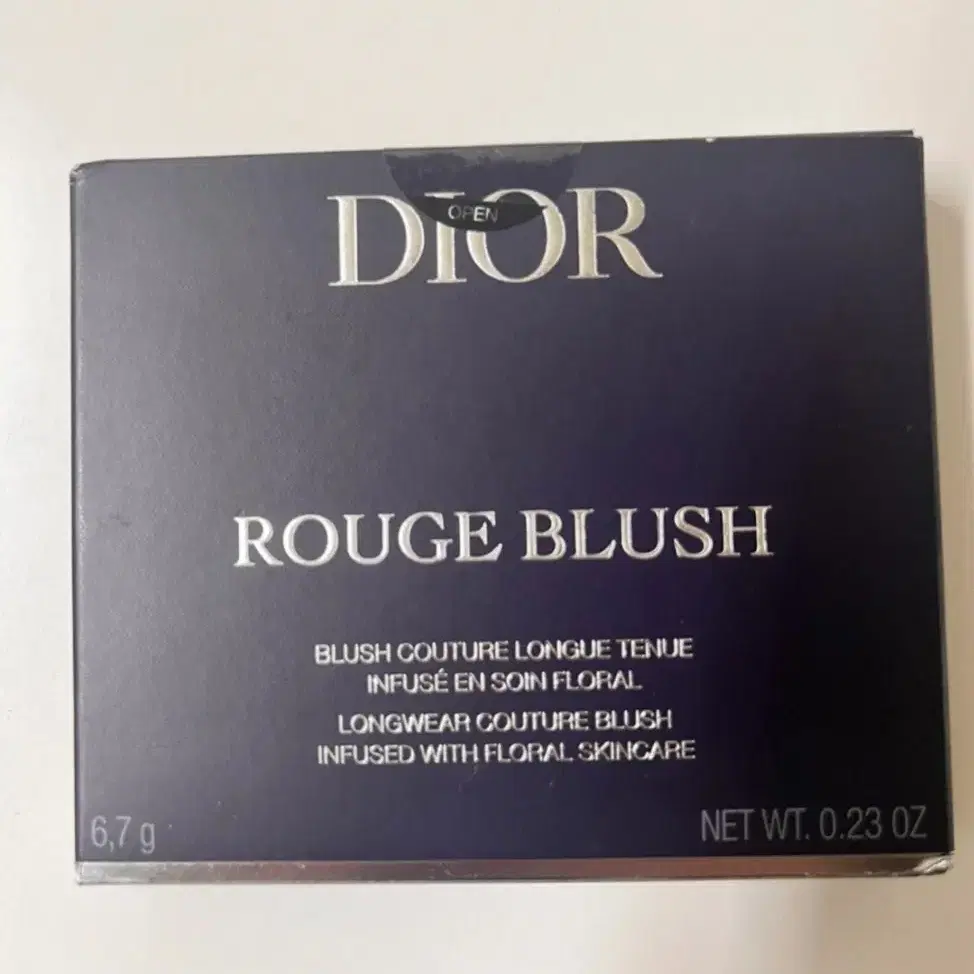 OPEN
DIOR
ROUGE BLUSH
BLUSH COUTURE LONGUE TENUE
INFUSÉ EN SOIN FLORAL
LONGWEAR COUTURE BLUSH
INFUSED WITH FLORAL SKINCARE
6,7 g
NET WT. 0.23 OZ